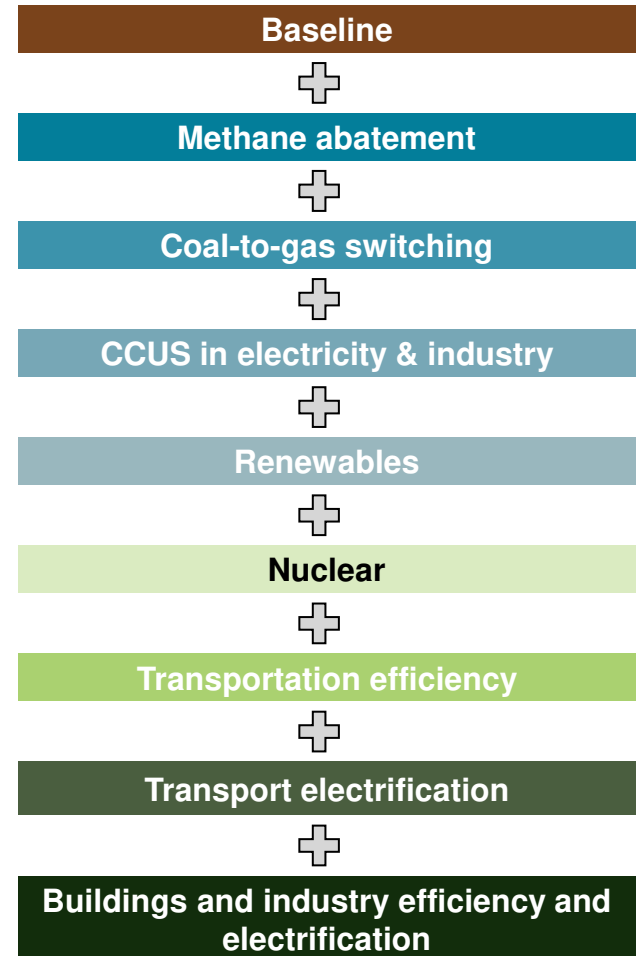 Baseline
Methane abatement
Coal-to-gas switching
CCUS in electricity & industry
Renewables
Nuclear
Transportation efficiency
Transport electrification
Buildings and industry efficiency and
electrification